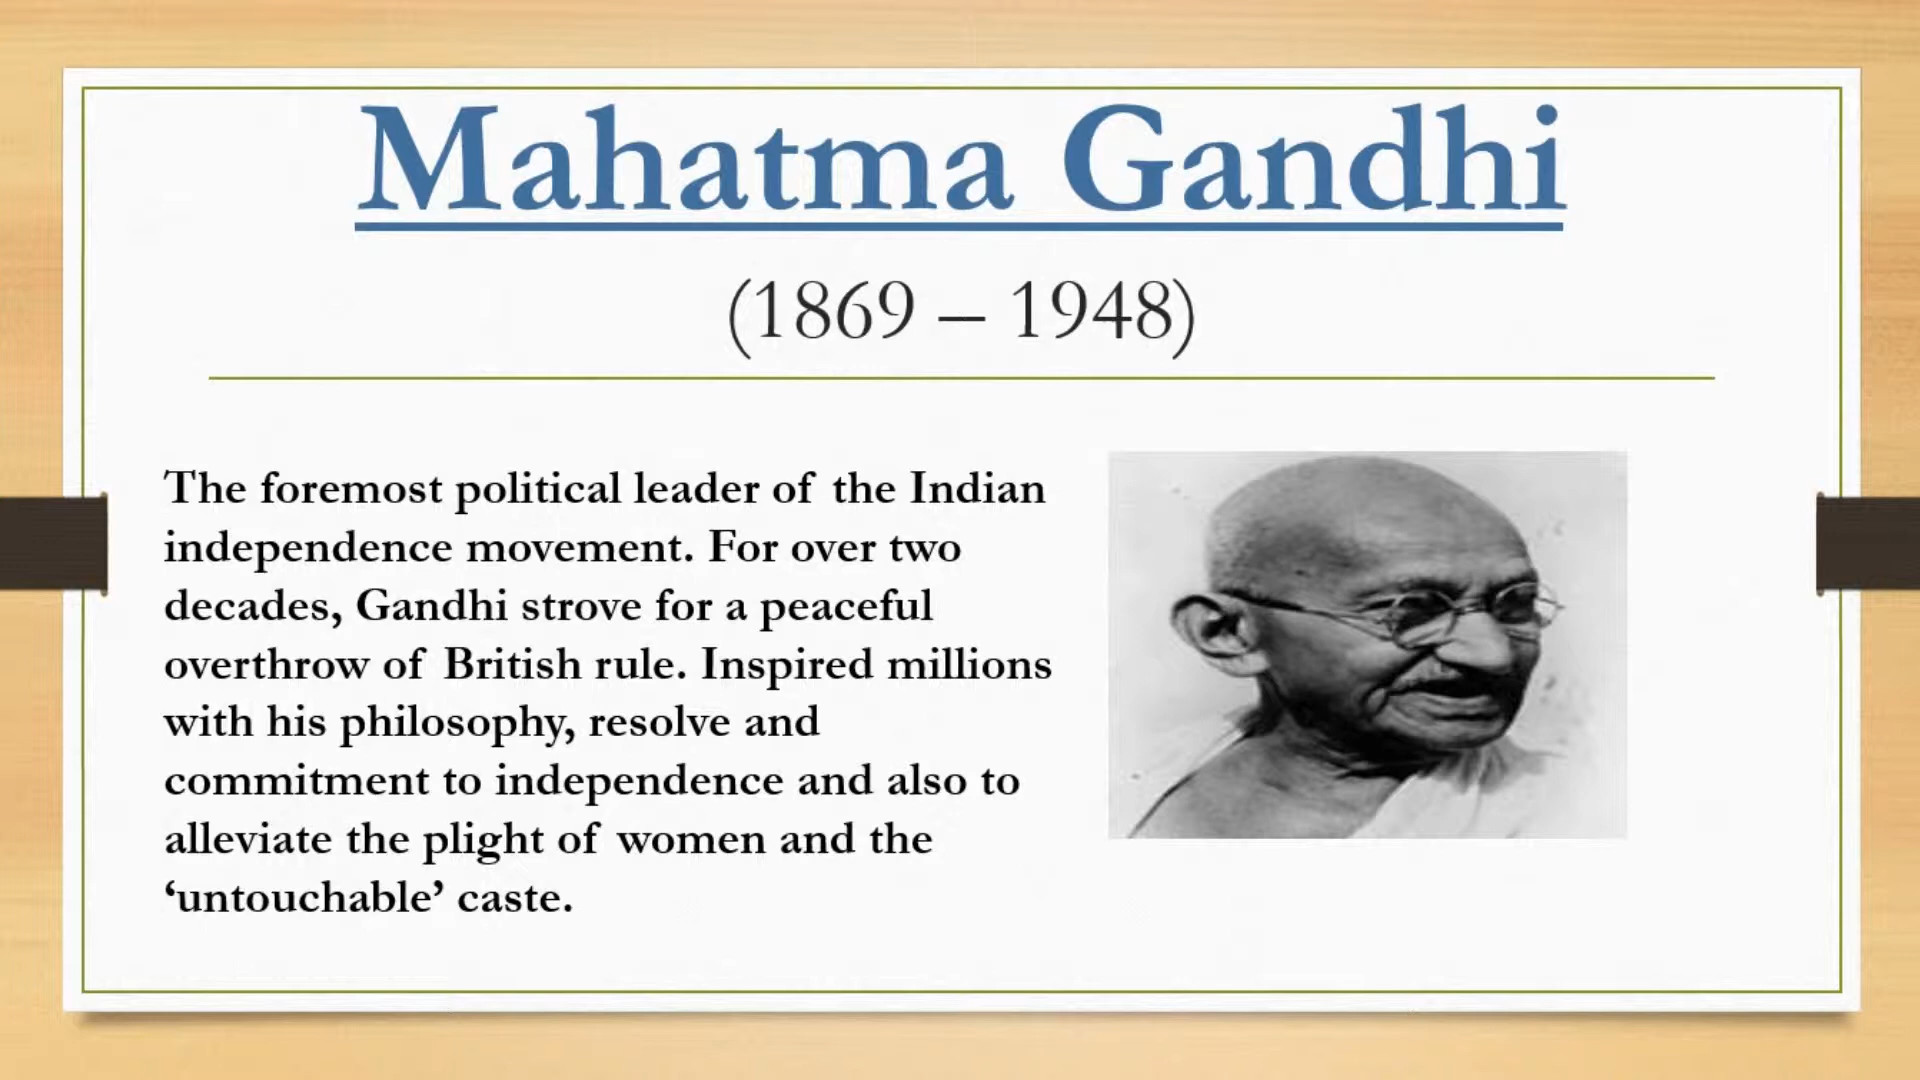 Mahatma Gandhi
(1869 – 1948)
The foremost political leader of the Indian
independence movement. For over two
decades, Gandhi strove for a peaceful
overthrow of British rule. Inspired millions
with his philosophy, resolve and
commitment to independence and also to
alleviate the plight of women and the
‘untouchable’ caste.